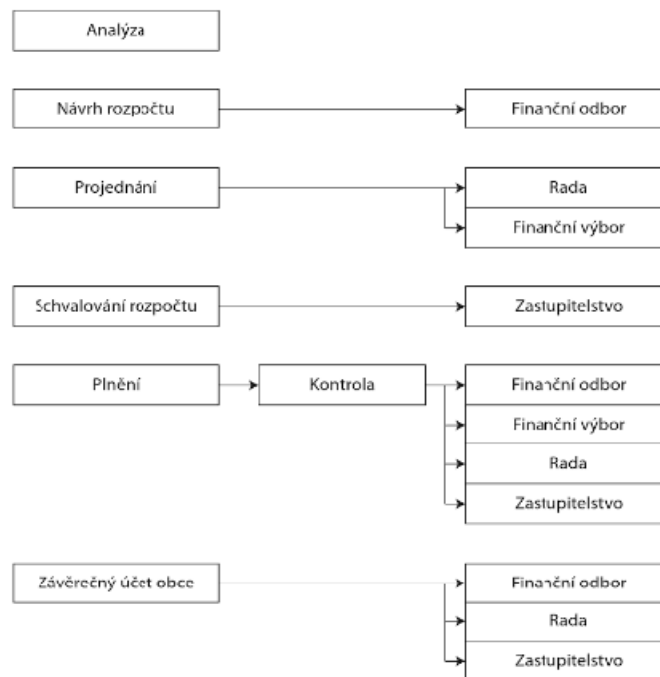 Analýza
Návrh rozpočtu
Finanční odbor
Projednání
Rada
Finanční výbor
Schvalování rozpočtu
Zastupitelstvo
Plnění
Kontrola
Finanční odbor
Finanční výbor
Rada
Zastupitelstvo
Závěrečný účet obce
Finanční odbor
Rada
Zastupitelstvo